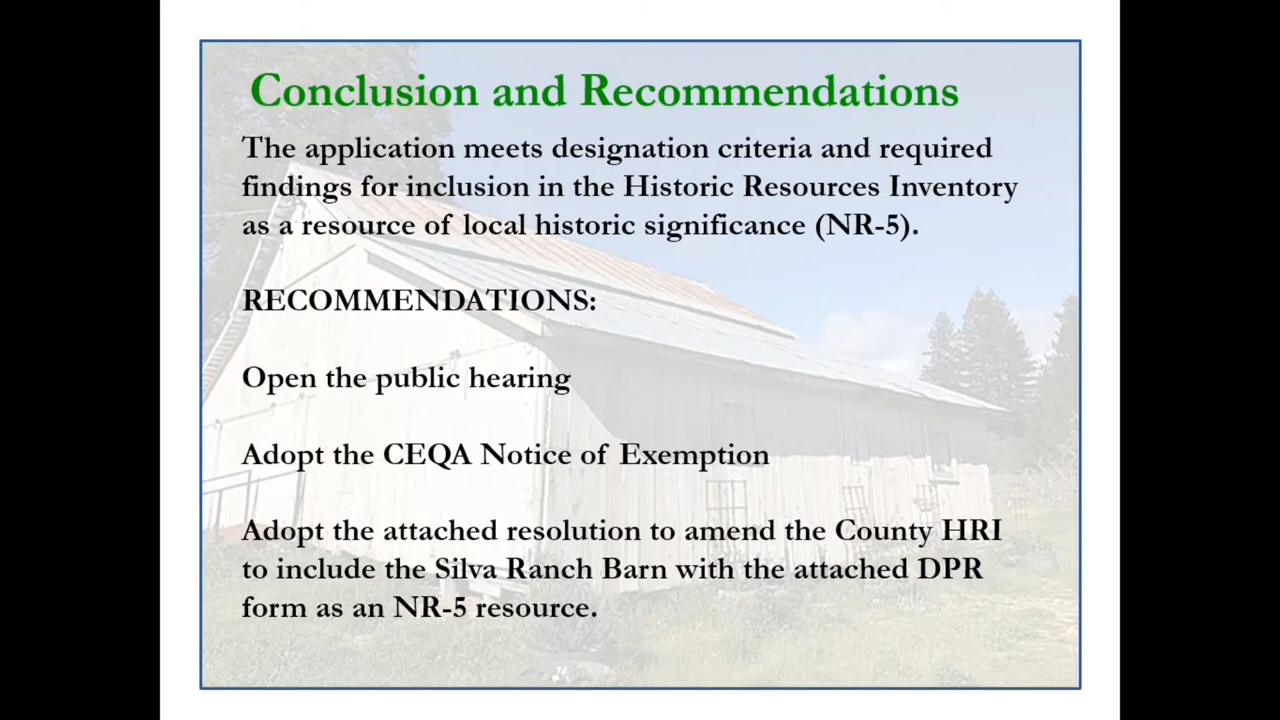 Conclusion and Recommendations
The application meets designation criteria and required
findings for inclusion in the Historic Resources Inventory
as a resource of local historic significance (NR-5).
RECOMMENDATIONS:
Open the public hearing
Adopt the CEQA Notice of Exemption
Adopt the attached resolution to amend the County HRI
to include the Silva Ranch Barn with the attached DPR
form as an NR-5 resource.